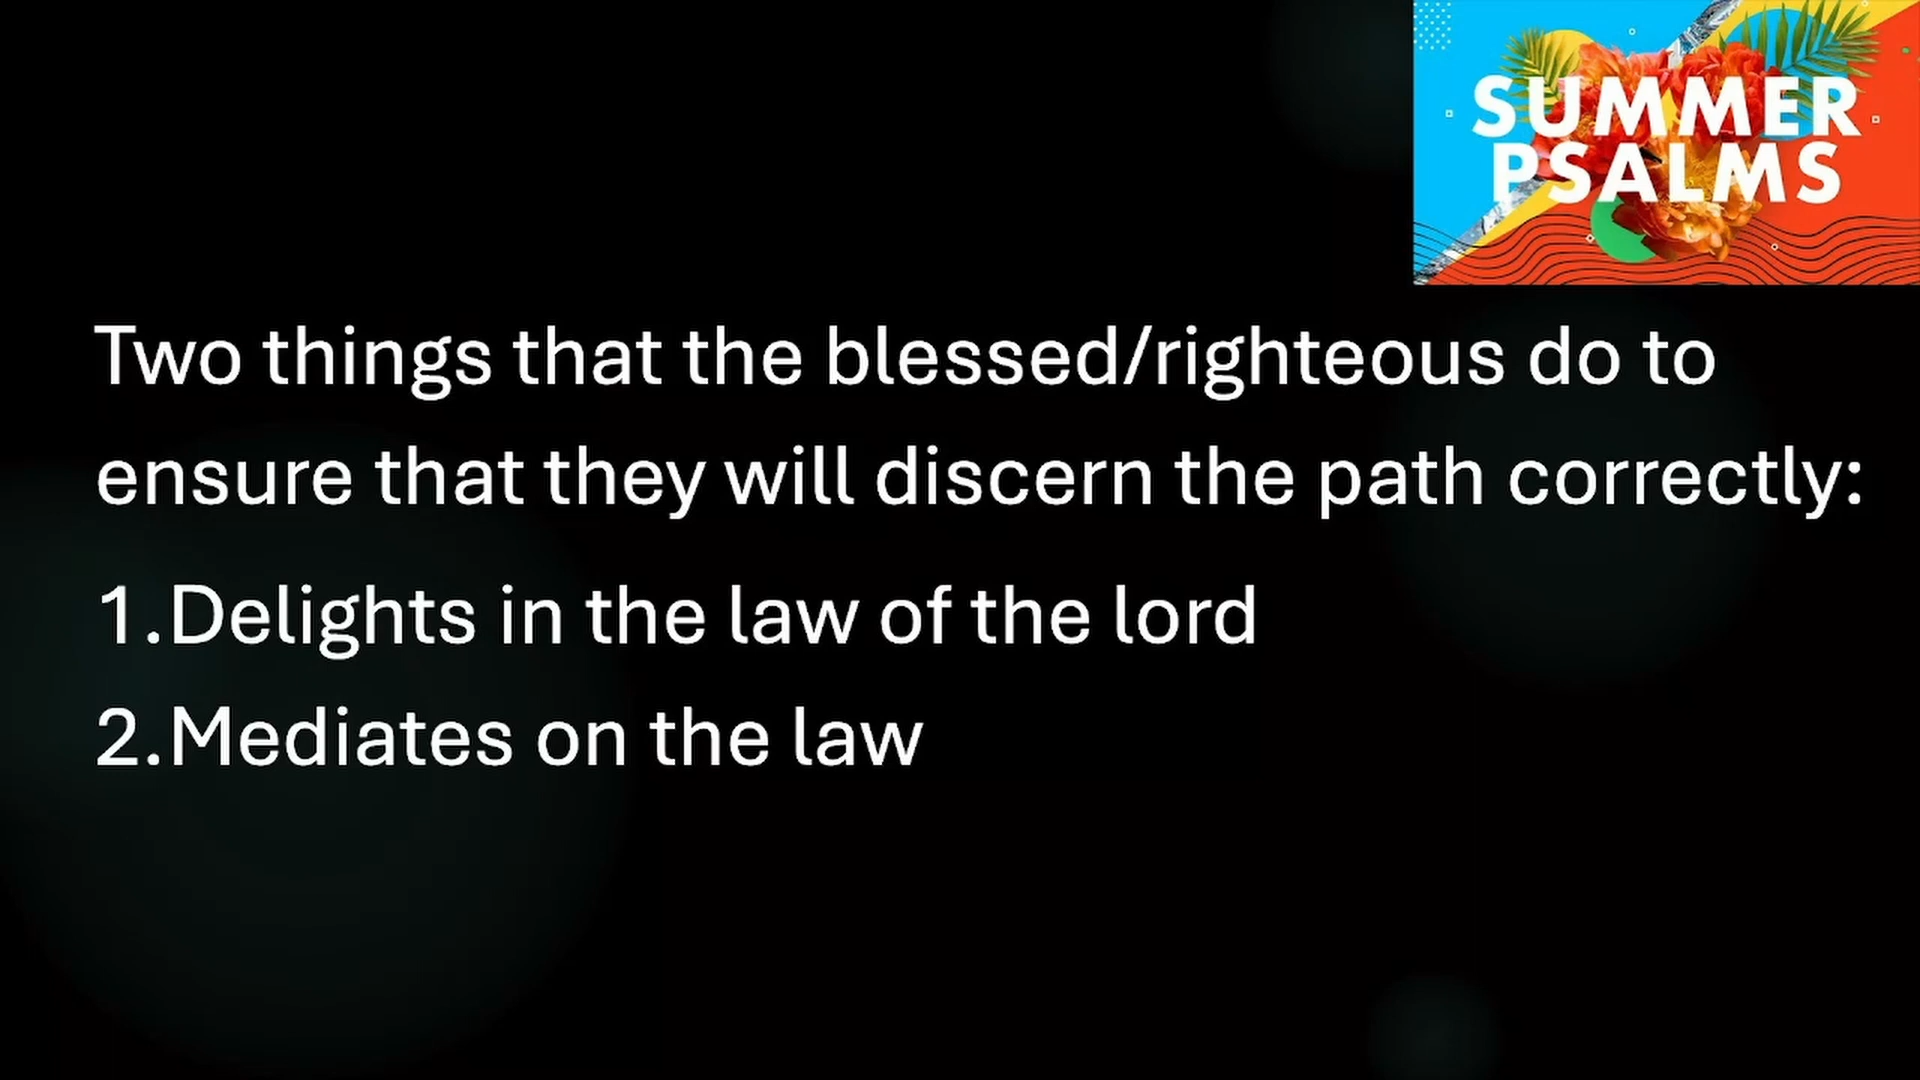 SUMMER
PSALMS
Two things that the blessed/righteous do to
ensure that they will discern the path correctly:
1.Delights in the law of the lord
2.Mediates on the law